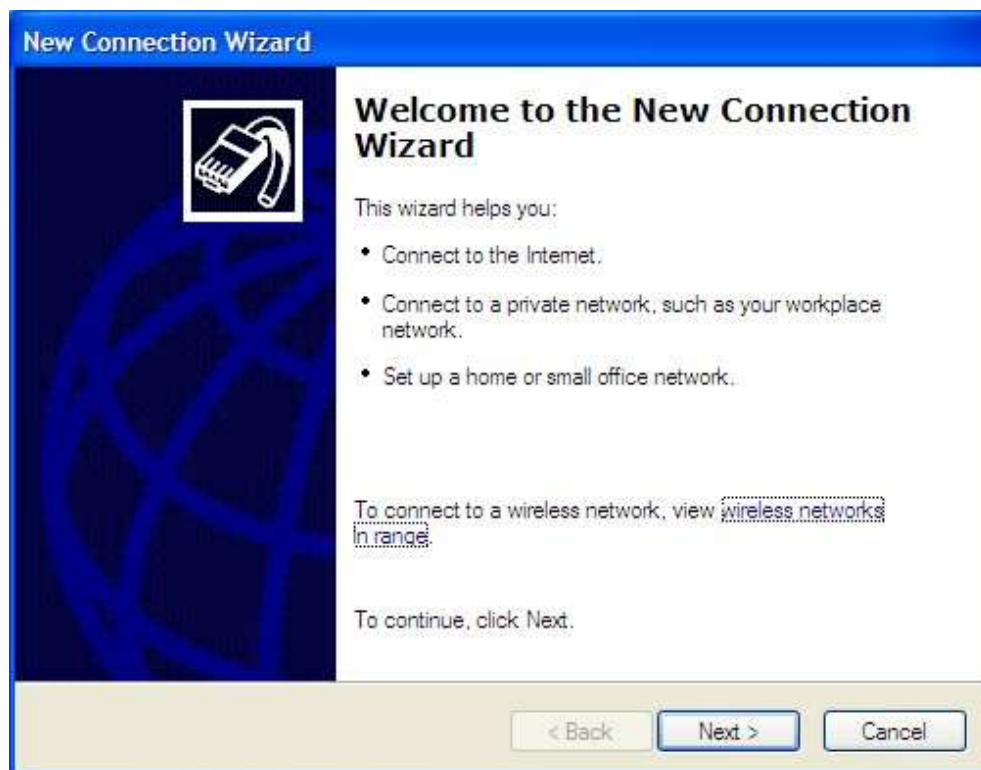 New Connection Wizard
Welcome to the New Connection
Wizard
This wizard helps you:
• Connect to the Internet.
• Connect to a private network, such as your workplace
network.
• Set up a home or small office network.
To connect to a wireless network, view wireless networks
in range.
To continue, click Next.
< Back
Next >
Cancel